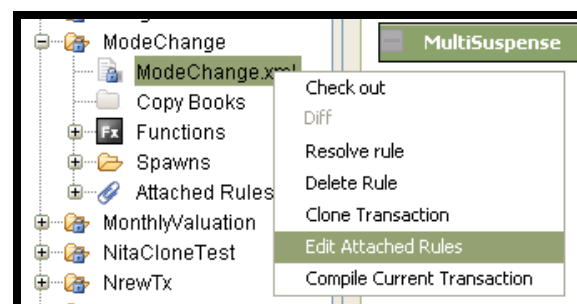 ModeChange
MultiSuspense
ModeChange.xml
Copy Books
Fx Functions
Spawns
Attached Rules
MonthlyValuation
NitaCloneTest
NrewTx
Check out
Diff
Resolve rule
Delete Rule
Clone Transaction
Edit Attached Rules
Compile Current Transaction